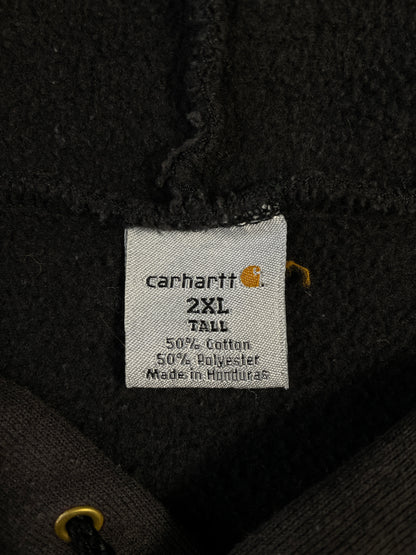 carhartt
2XL
TALL
50% Cotton
50% Polyester
Made in Honduras